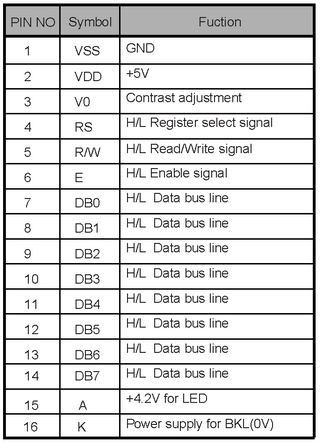 PIN NO Symbol Fuction
1 VSS GND
2 VDD +5V
3 V0 Contrast adjustment
4 RS H/L Register select signal
5 R/W H/L Read/Write signal
6 E H/L Enable signal
7 DB0 H/L Data bus line
8 DB1 H/L Data bus line
9 DB2 H/L Data bus line
10 DB3 H/L Data bus line
11 DB4 H/L Data bus line
12 DB5 H/L Data bus line
13 DB6 H/L Data bus line
14 DB7 H/L Data bus line
15 A +4.2V for LED
16 K Power supply for BKL(0V)